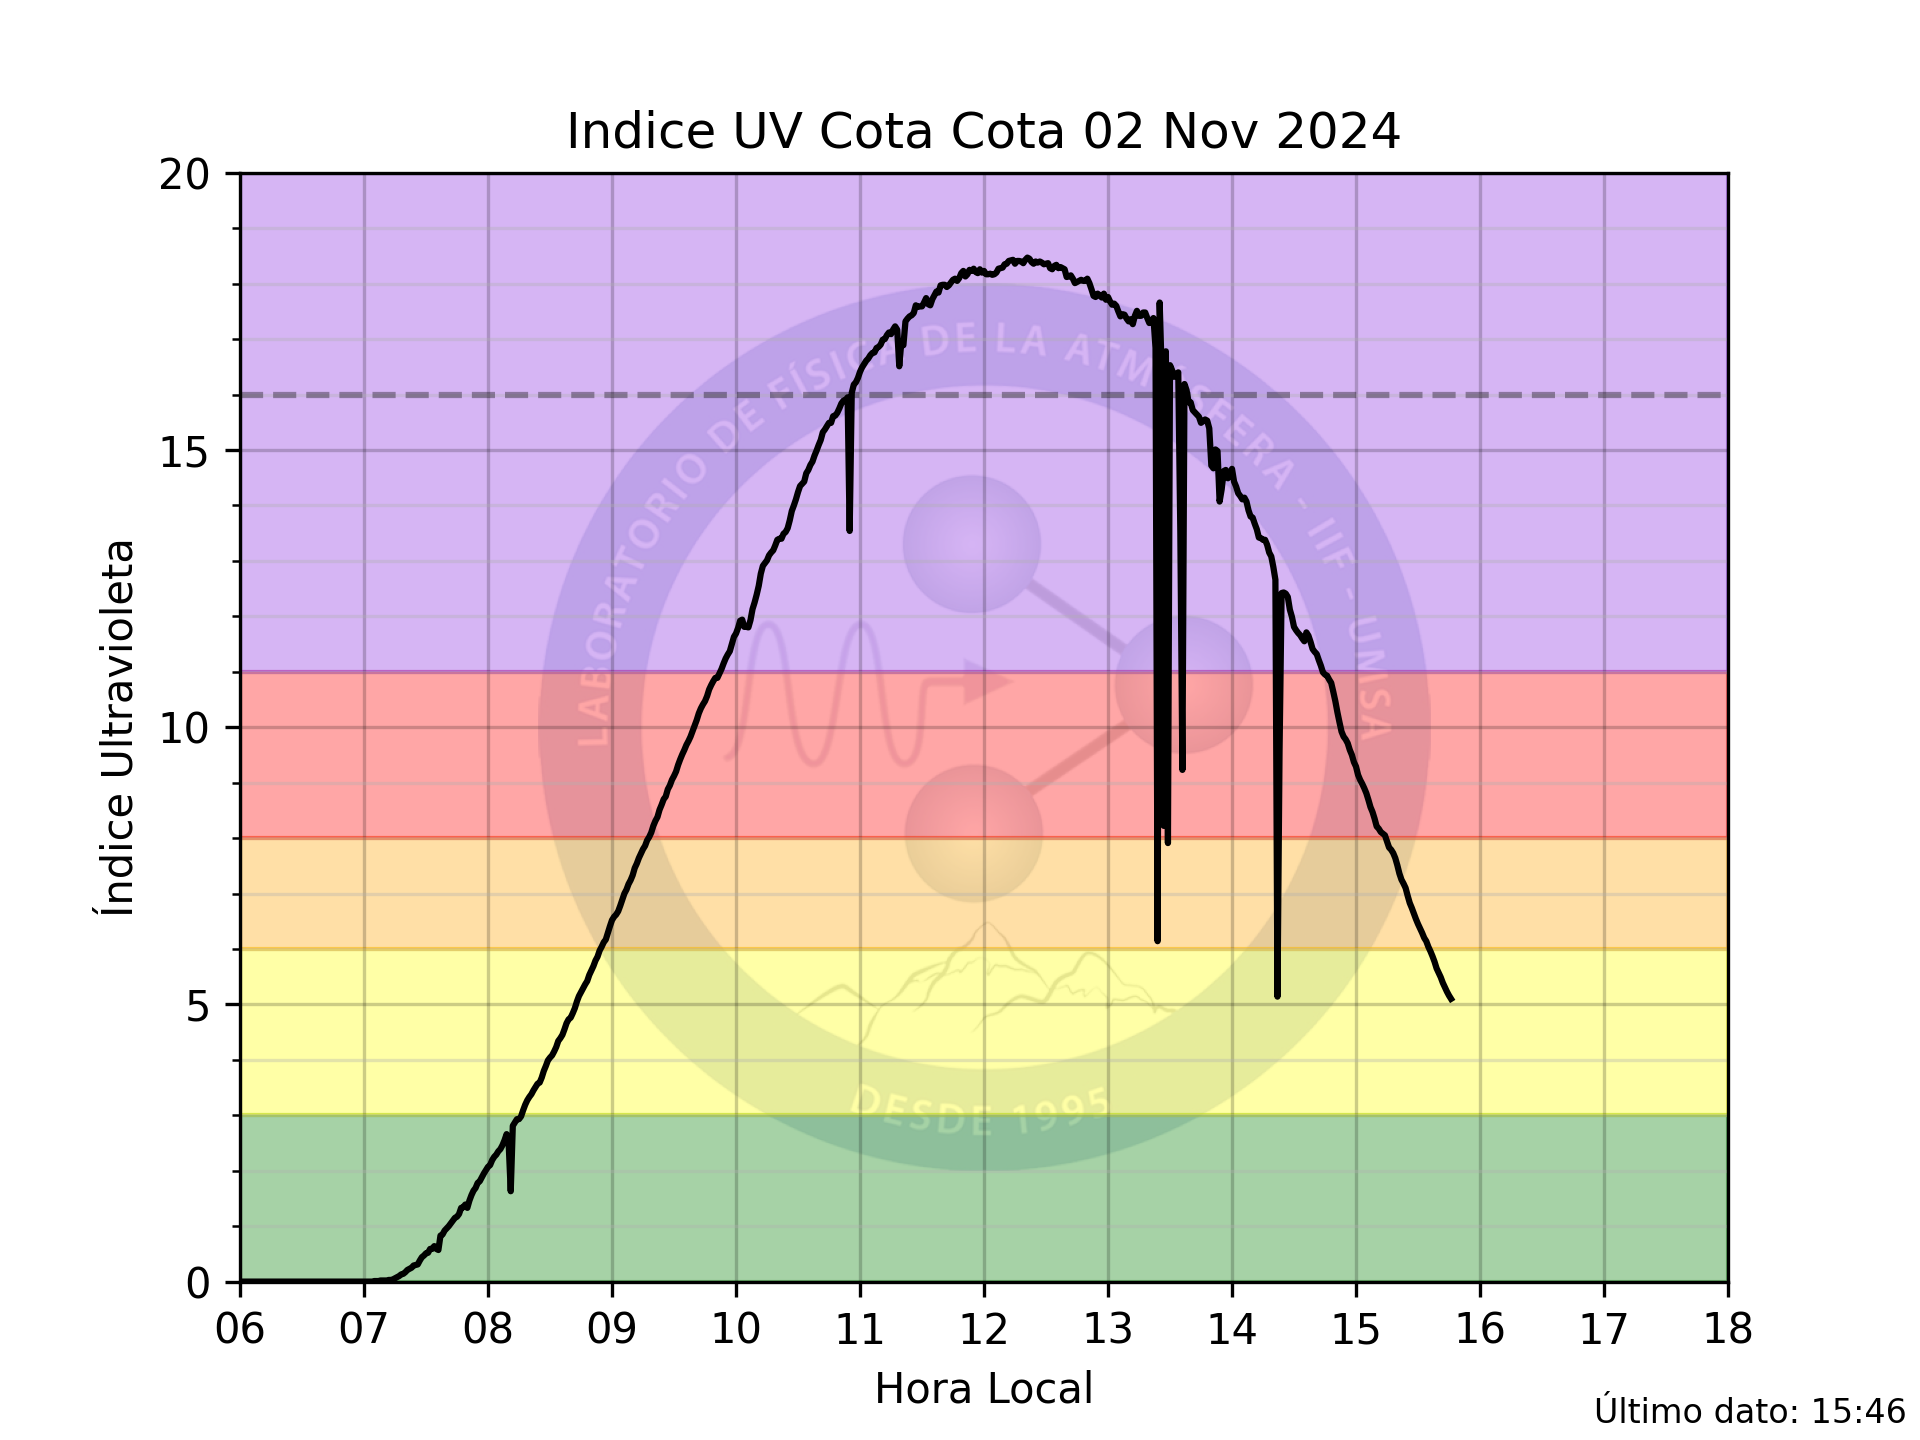 Indice UV Cota Cota 02 Nov 2024
20
15
10
5
0
Índice Ultravioleta
LABORATORIO DE FÍSICA DE LA ATMÓSFERA - IIF - UMSA
DESDE 1995
06 07 08 09 10 11 12 13 14 15 16 17 18
Hora Local
Último dato: 15:46